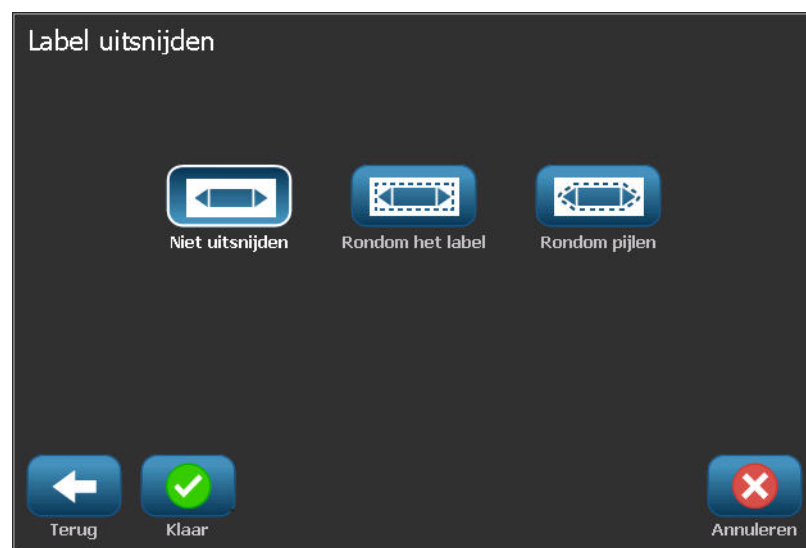 Label uitsnijden
Niet uitsnijden
Rondom het label
Rondom pijlen
Terug
Klaar
Annuleren